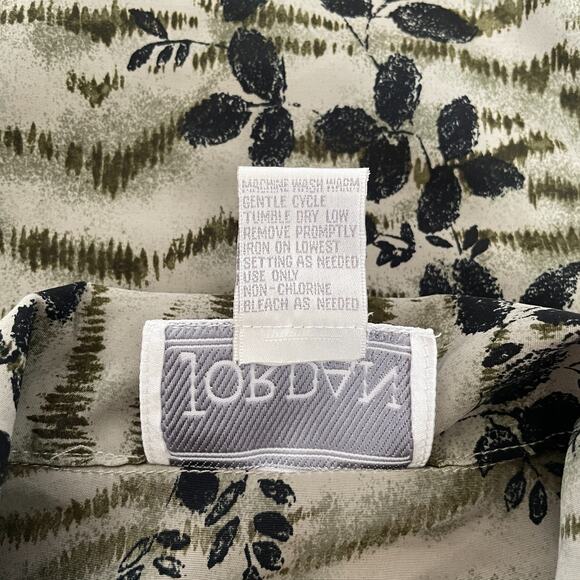 MACHINE WASH WARM
GENTLE CYCLE
TUMBLE DRY LOW
REMOVE PROMPTLY
IRON ON LOWEST
SETTING AS NEEDED
USE ONLY
NON-CHLORINE
BLEACH AS NEEDED
JORDAN